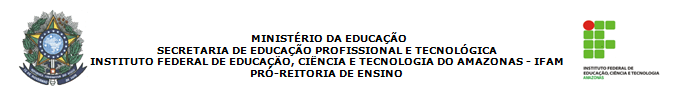 MINISTÉRIO DA EDUCAÇÃO
SECRETARIA DE EDUCAÇÃO PROFISSIONAL E TECNOLÓGICA
INSTITUTO FEDERAL DE EDUCAÇÃO, CIÊNCIA E TECNOLOGIA DO AMAZONAS - IFAM
PRÓ-REITORIA DE ENSINO
INSTITUTO FEDERAL DE
EDUCAÇÃO, CIÊNCIA E TECNOLOGIA
AMAZONAS